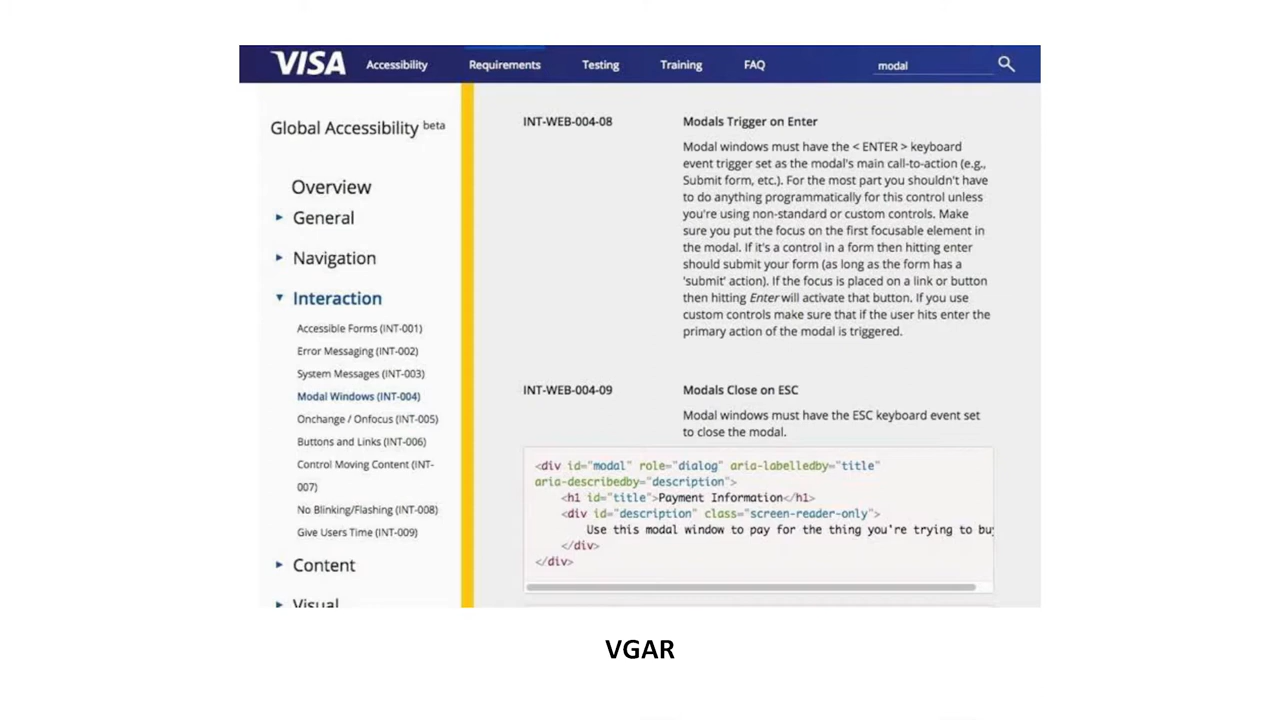 VISA Accessibility Requirements Testing Training FAQ modal
Global Accessibility beta
Overview
General
Navigation
Interaction
Accessible Forms (INT-001)
Error Messaging (INT-002)
System Messages (INT-003)
Modal Windows (INT-004)
Onchange / Onfocus (INT-005)
Buttons and Links (INT-006)
Control Moving Content (INT-
007)
No Blinking/Flashing (INT-008)
Give Users Time (INT-009)
Content
Visual
INT-WEB-004-08 Modals Trigger on Enter
Modal windows must have the < ENTER > keyboard
event trigger set as the modal's main call-to-action (e.g.,
Submit form, etc.). For the most part you shouldn't have
to do anything programmatically for this control unless
you're using non-standard or custom controls. Make
sure you put the focus on the first focusable element in
the modal. If it's a control in a form then hitting enter
should submit your form (as long as the form has a
'submit' action). If the focus is placed on a link or button
then hitting Enter will activate that button. If you use
custom controls make sure that if the user hits enter the
primary action of the modal is triggered.
INT-WEB-004-09 Modals Close on ESC
Modal windows must have the ESC keyboard event set
to close the modal.
<div id="modal" role="dialog" aria-labelledby="title"
aria-describedby="description">
<h1 id="title">Payment Information</h1>
<div id="description" class="screen-reader-only">
Use this modal window to pay for the thing you're trying to buy
</div>
</div>
VGAR